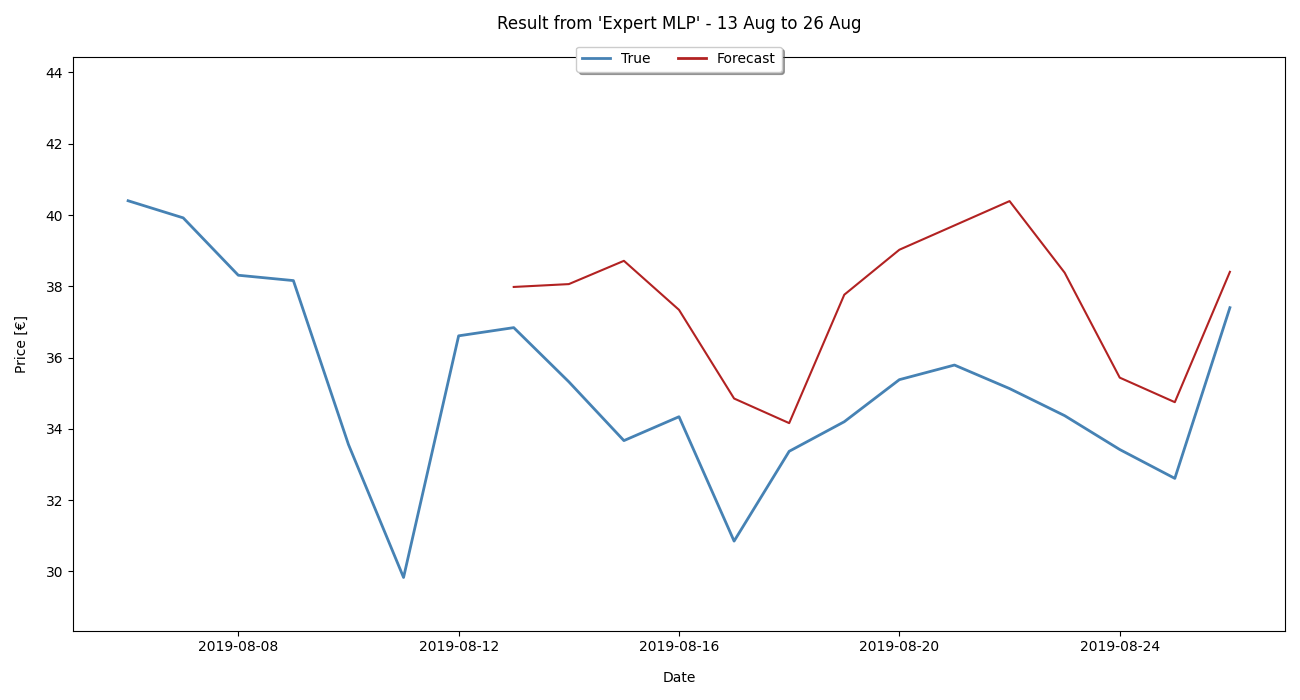 Result from 'Expert MLP' - 13 Aug to 26 Aug
True Forecast
44
42
40
38
36
34
32
30
Price [€]
2019-08-08 2019-08-12 2019-08-16 2019-08-20 2019-08-24
Date